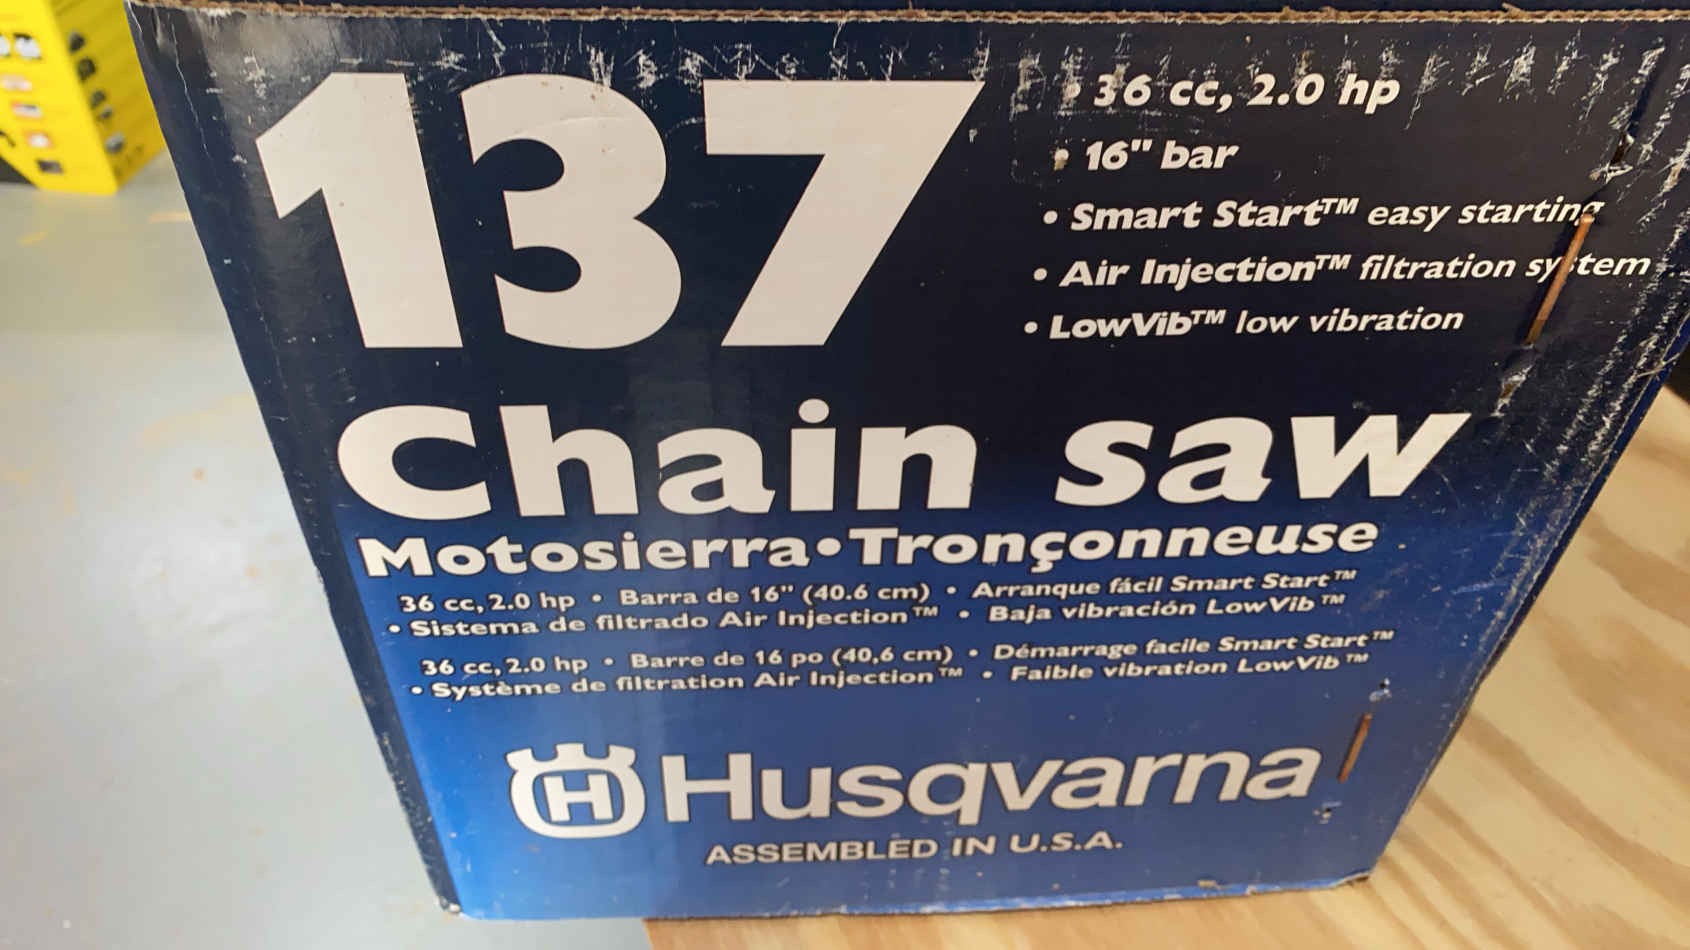 137
• 36 cc, 2.0 hp
• 16" bar
• Smart Start™ easy starting
• Air Injection™ filtration system
• LowVib™ low vibration
Chain saw
Motosierra • Tronçonneuse
36 cc, 2.0 hp • Barra de 16" (40.6 cm) • Arranque fácil Smart Start™
• Sistema de filtrado Air Injection™ • Baja vibración LowVib™
36 cc, 2.0 hp • Barre de 16 po (40,6 cm) • Démarrage facile Smart Start™
• Système de filtration Air Injection™ • Faible vibration LowVib™
H Husqvarna
ASSEMBLED IN U.S.A.